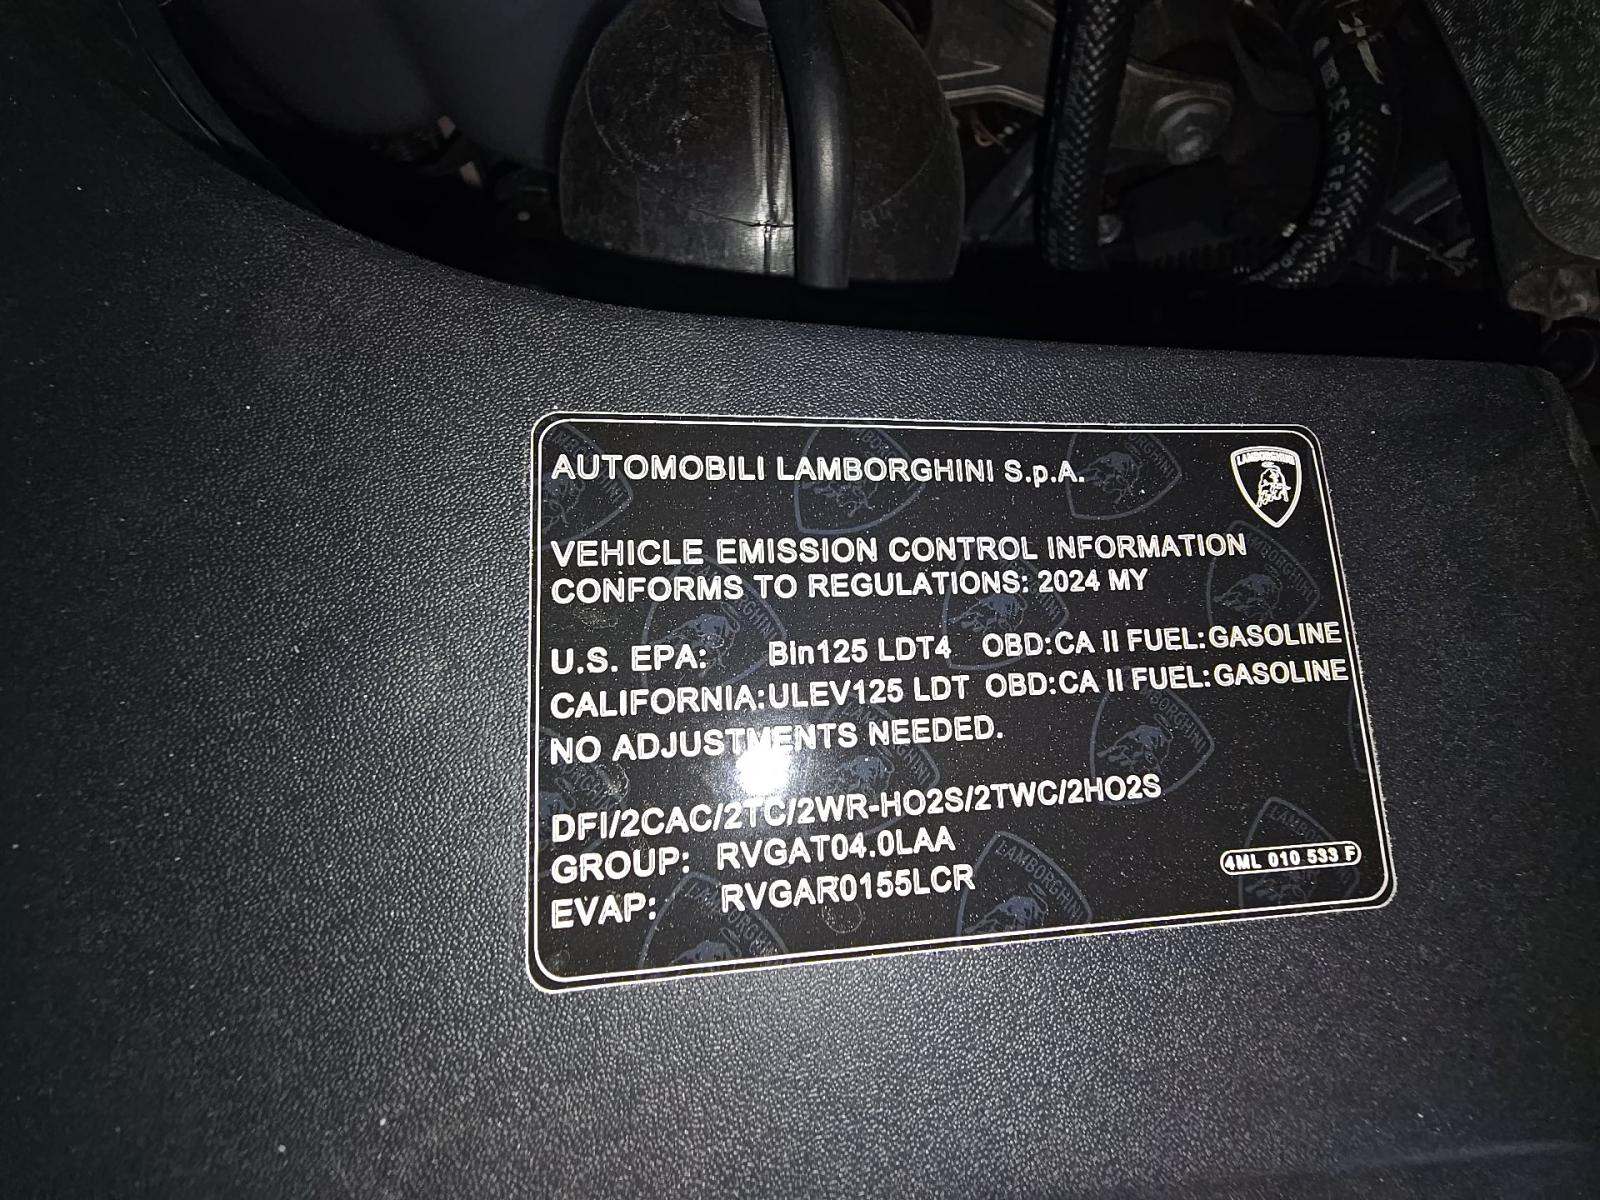 AUTOMOBILI LAMBORGHINI S.p.A.
LAMBORGHINI
VEHICLE EMISSION CONTROL INFORMATION
CONFORMS TO REGULATIONS: 2024 MY
U.S. EPA: Bin125 LDT4 OBD:CA II FUEL:GASOLINE
CALIFORNIA:ULEV125 LDT OBD:CA II FUEL:GASOLINE
NO ADJUSTMENTS NEEDED.
DFI/2CAC/2TC/2WR-HO2S/2TWC/2HO2S
GROUP: RVGAT04.0LAA
EVAP: RVGAR0155LCR
4ML 010 533 F